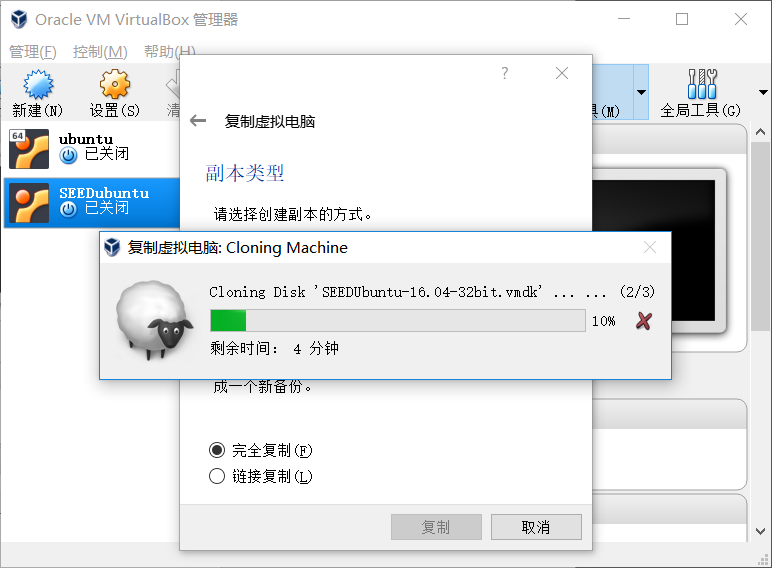 Oracle VM VirtualBox 管理器
管理(F) 控制(M) 帮助(H)
新建(N) 设置(S) 清 具(M) 全局工具(G)
64
ubuntu
已关闭
SEEDubuntu
已关闭
?
复制虚拟电脑
副本类型
请选择创建副本的方式。
复制虚拟电脑: Cloning Machine
Cloning Disk 'SEEDUbuntu-16.04-32bit.vmdk' ... ... (2/3)
10%
剩余时间: 4 分钟
成一个新备份。
完全复制(F)
链接复制(L)
复制 取消